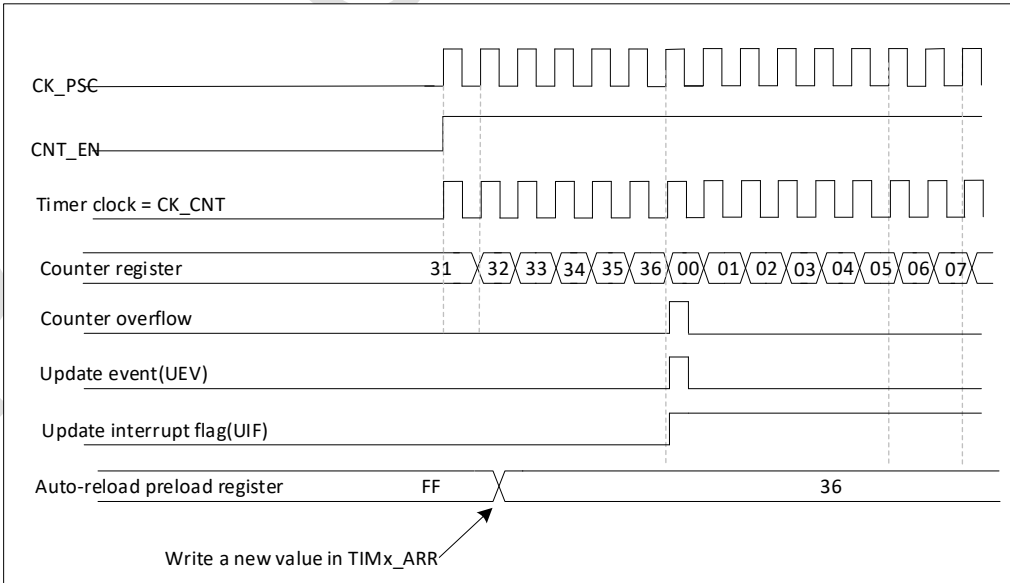 CK_PSC
CNT_EN
Timer clock = CK_CNT
Counter register 31 32 33 34 35 36 00 01 02 03 04 05 06 07
Counter overflow
Update event(UEV)
Update interrupt flag(UIF)
Auto-reload preload register FF 36
Write a new value in TIMx_ARR